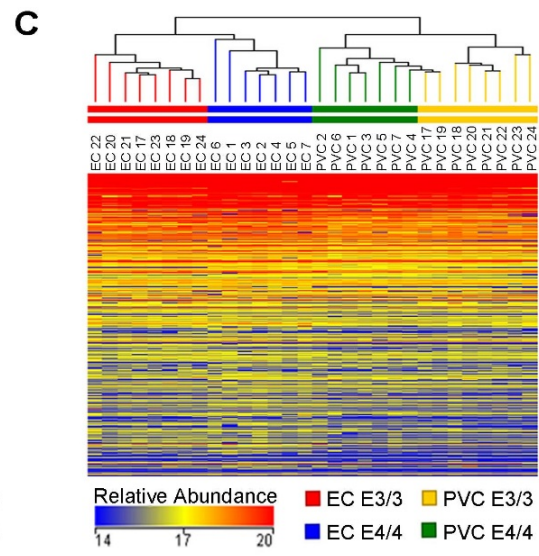 C
EC 22
EC 20
EC 21
EC 17
EC 23
EC 18
EC 19
EC 24
EC 6
EC 1
EC 3
EC 2
EC 4
EC 5
EC 7
PVC 2
PVC 6
PVC 1
PVC 3
PVC 5
PVC 7
PVC 4
PVC 17
PVC 19
PVC 18
PVC 20
PVC 21
PVC 22
PVC 23
PVC 24
Relative Abundance
14 17 20
EC E3/3 PVC E3/3
EC E4/4 PVC E4/4